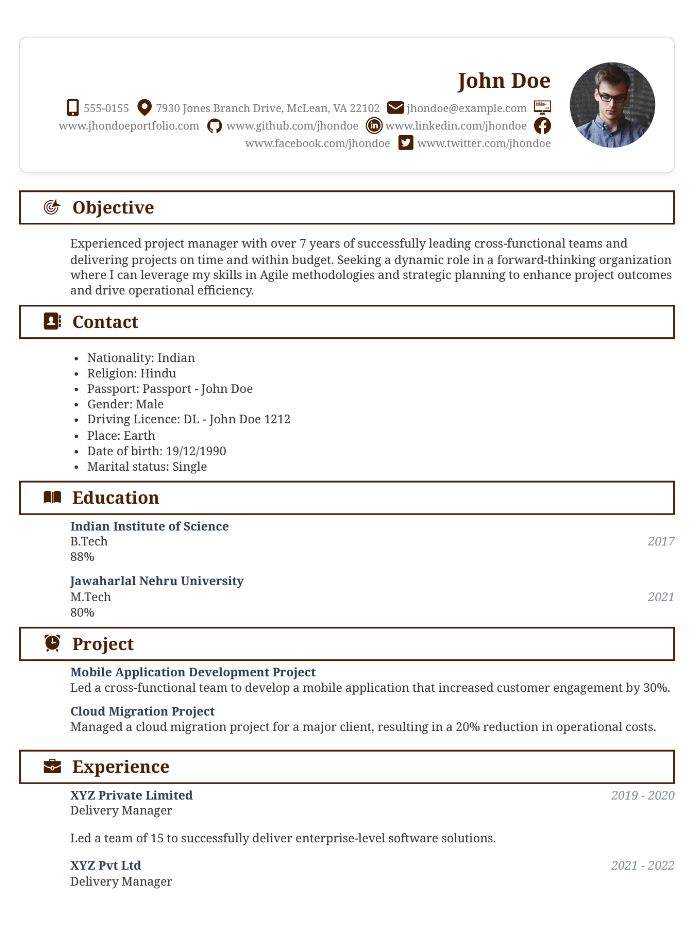 John Doe
555-0155 7930 Jones Branch Drive, McLean, VA 22102 jhondoe@example.com
www.jhondoeportfolio.com www.github.com/jhondoe www.linkedin.com/jhondoe
www.facebook.com/jhondoe www.twitter.com/jhondoe
Objective
Experienced project manager with over 7 years of successfully leading cross-functional teams and
delivering projects on time and within budget. Seeking a dynamic role in a forward-thinking organization
where I can leverage my skills in Agile methodologies and strategic planning to enhance project outcomes
and drive operational efficiency.
Contact
• Nationality: Indian
• Religion: Hindu
• Passport: Passport - John Doe
• Gender: Male
• Driving Licence: DL - John Doe 1212
• Place: Earth
• Date of birth: 19/12/1990
• Marital status: Single
Education
Indian Institute of Science
B.Tech 2017
88%
Jawaharlal Nehru University
M.Tech 2021
80%
Project
Mobile Application Development Project
Led a cross-functional team to develop a mobile application that increased customer engagement by 30%.
Cloud Migration Project
Managed a cloud migration project for a major client, resulting in a 20% reduction in operational costs.
Experience
XYZ Private Limited 2019 - 2020
Delivery Manager
Led a team of 15 to successfully deliver enterprise-level software solutions.
XYZ Pvt Ltd 2021 - 2022
Delivery Manager